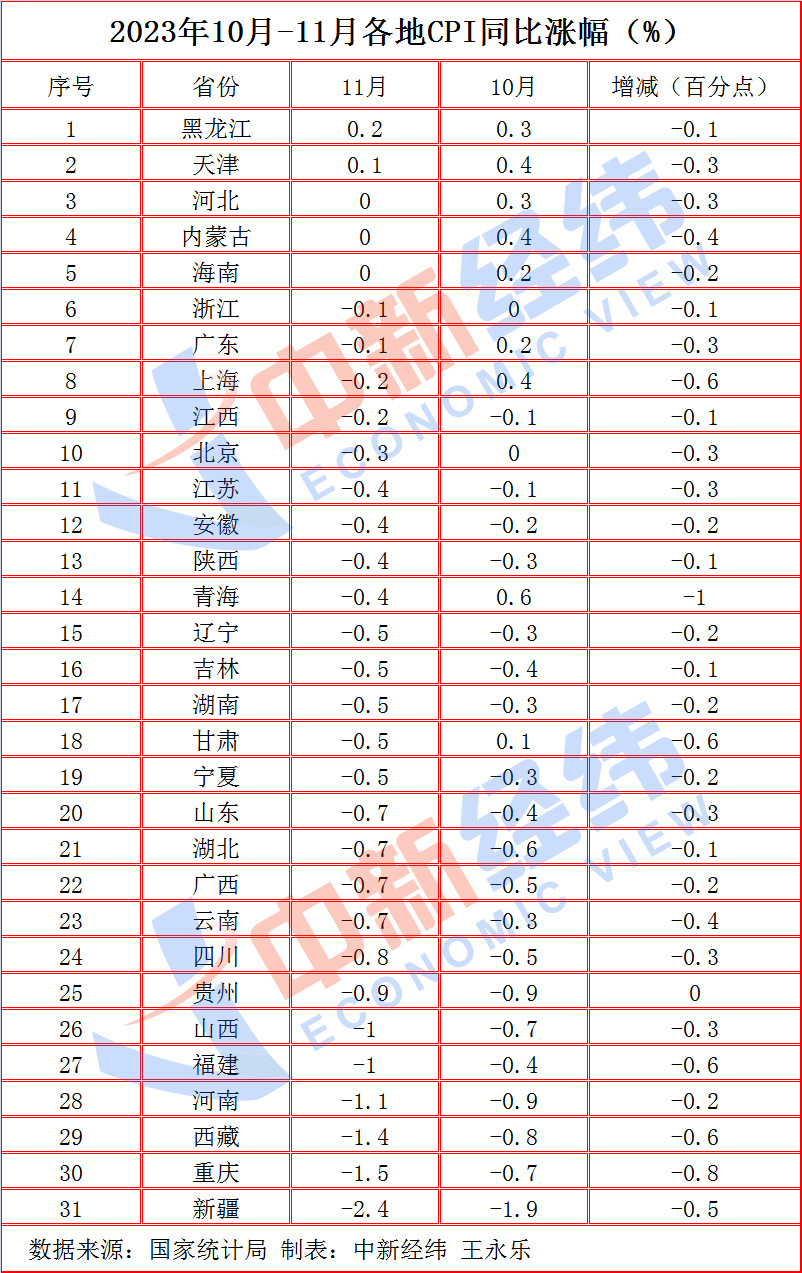 2023年10月-11月各地CPI同比涨幅（%）
序号 省份 11月 10月 增减（百分点）
1 黑龙江 0.2 0.3 -0.1
2 天津 0.1 0.4 -0.3
3 河北 0 0.3 -0.3
4 内蒙古 0 0.4 -0.4
5 海南 0 0.2 -0.2
6 浙江 -0.1 0 -0.1
7 广东 -0.1 0.2 -0.3
8 上海 -0.2 0.4 -0.6
9 江西 -0.2 -0.1 -0.1
10 北京 -0.3 0 -0.3
11 江苏 -0.4 -0.1 -0.3
12 安徽 -0.4 -0.2 -0.2
13 陕西 -0.4 -0.3 -0.1
14 青海 -0.4 0.6 -1
15 辽宁 -0.5 -0.3 -0.2
16 吉林 -0.5 -0.4 -0.1
17 湖南 -0.5 -0.3 -0.2
18 甘肃 -0.5 0.1 -0.6
19 宁夏 -0.5 -0.3 -0.2
20 山东 -0.7 -0.4 -0.3
21 湖北 -0.7 -0.6 -0.1
22 广西 -0.7 -0.5 -0.2
23 云南 -0.7 -0.3 -0.4
24 四川 -0.8 -0.5 -0.3
25 贵州 -0.9 -0.9 0
26 山西 -1 -0.7 -0.3
27 福建 -1 -0.4 -0.6
28 河南 -1.1 -0.9 -0.2
29 西藏 -1.4 -0.8 -0.6
30 重庆 -1.5 -0.7 -0.8
31 新疆 -2.4 -1.9 -0.5
数据来源：国家统计局 制表：中新经纬 王永乐
中新经纬
ECONOMIC VIEW
中新经纬
ECONOMIC VIEW